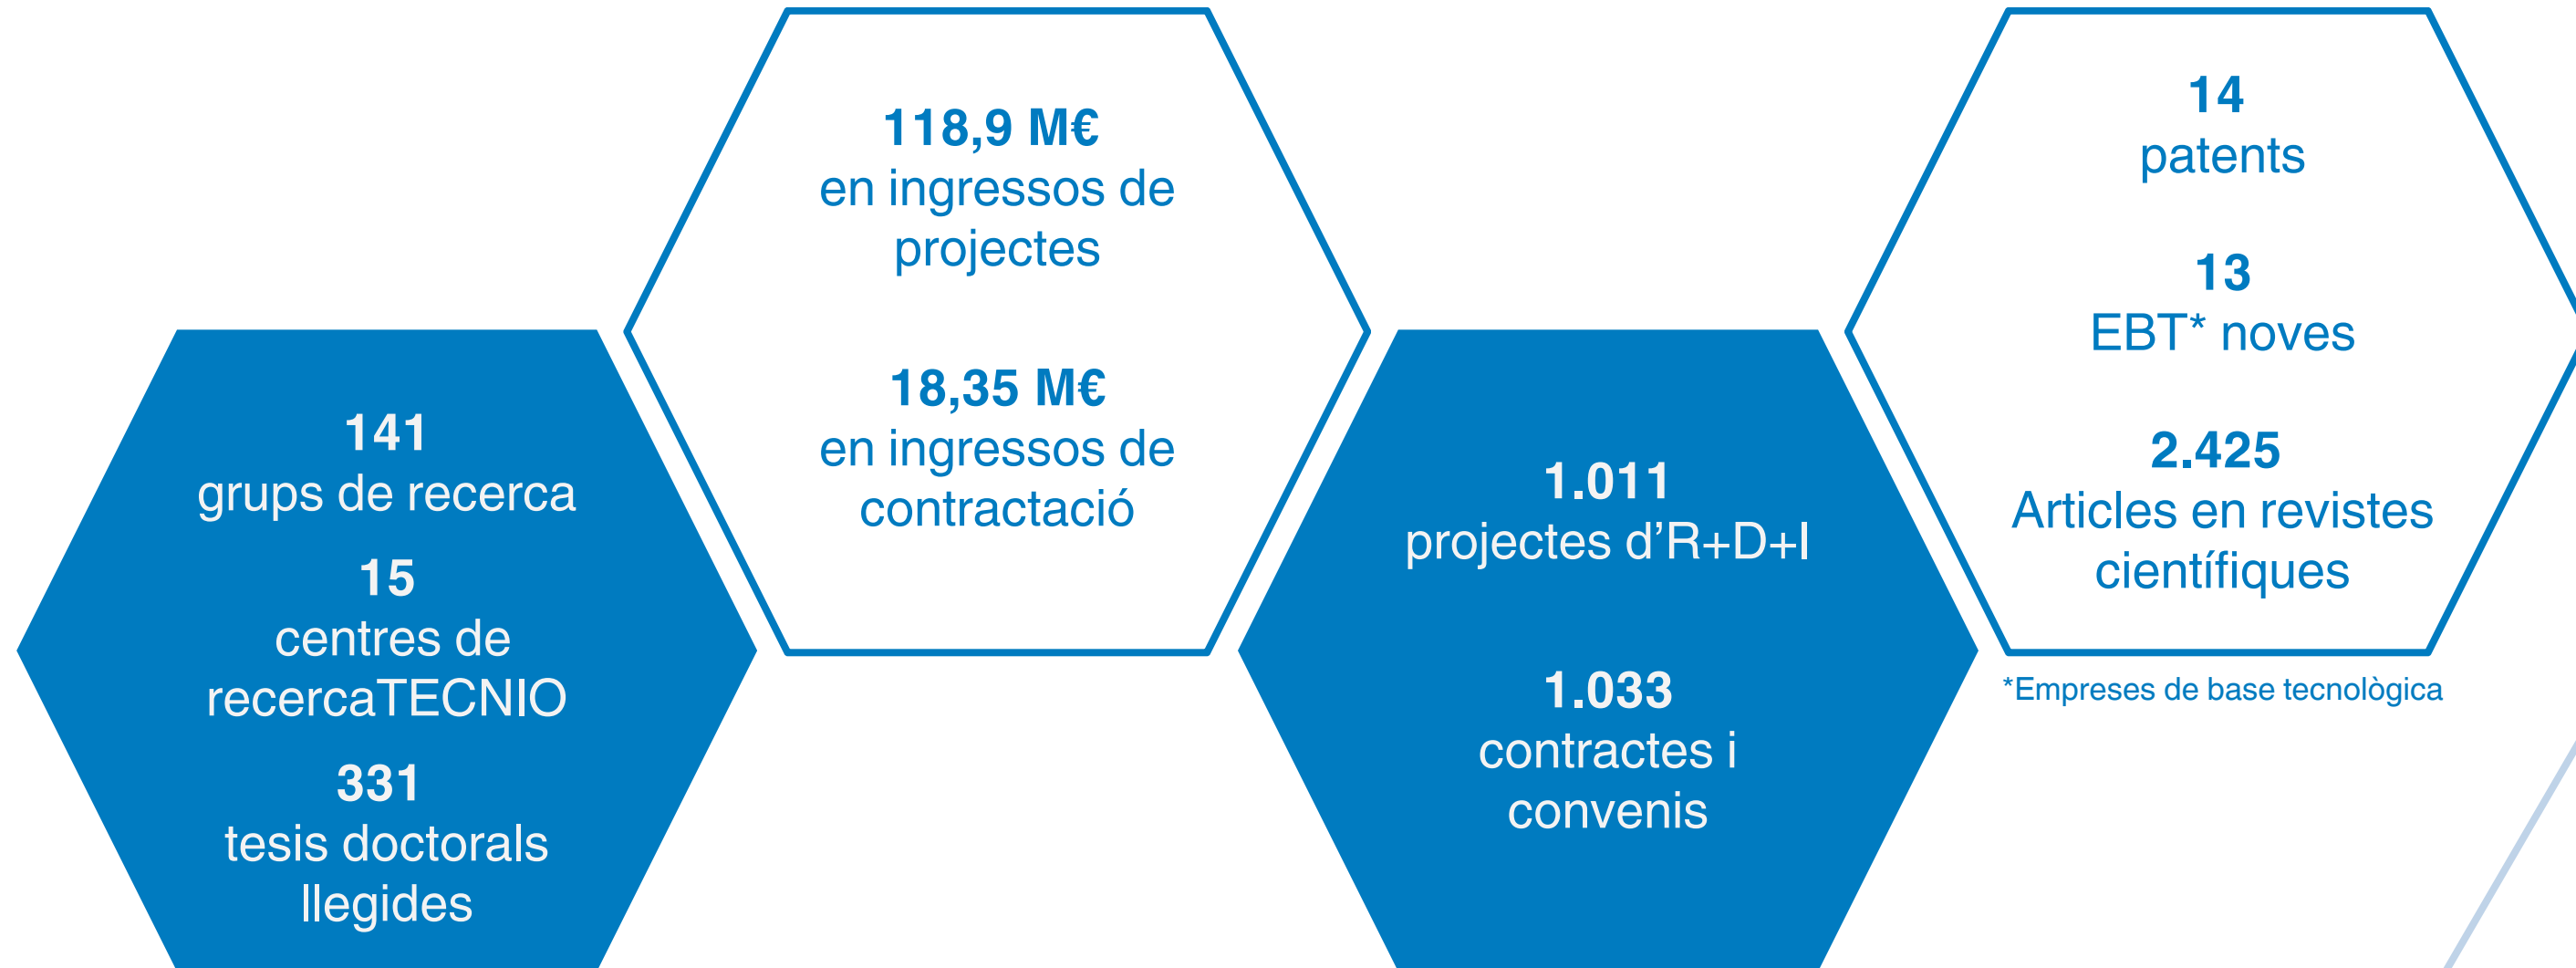 141
grups de recerca
15
centres de
recercaTECNIO
331
tesis doctorals
llegides
118,9 M€
en ingressos de
projectes
18,35 M€
en ingressos de
contractació
1.011
projectes d’R+D+I
1.033
contractes i
convenis
14
patents
13
EBT* noves
2.425
Articles en revistes
científiques
*Empreses de base tecnològica